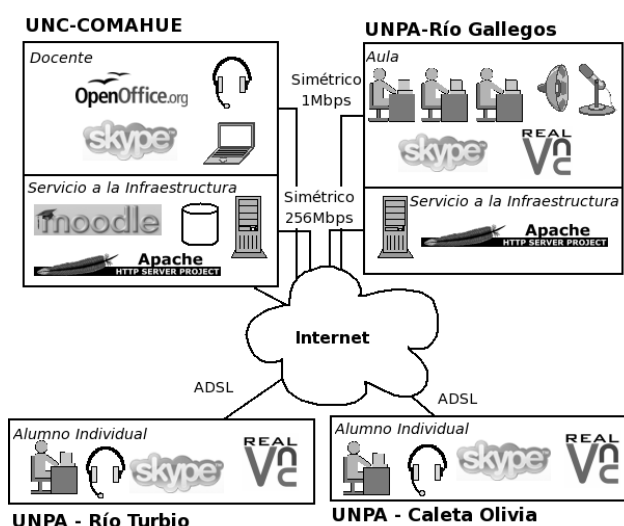 UNC-COMAHUE
Docente
OpenOffice.org
skype
Servicio a la Infraestructura
moodle
Apache
HTTP SERVER PROJECT
Simétrico
1Mbps
Simétrico
256Mbps
UNPA-Río Gallegos
Aula
skype
REAL
Vnc
Servicio a la Infraestructura
Apache
HTTP SERVER PROJECT
Internet
ADSL
ADSL
Alumno Individual
skype
REAL
Vnc
UNPA - Río Turbio
Alumno Individual
skype
REAL
Vnc
UNPA - Caleta Olivia